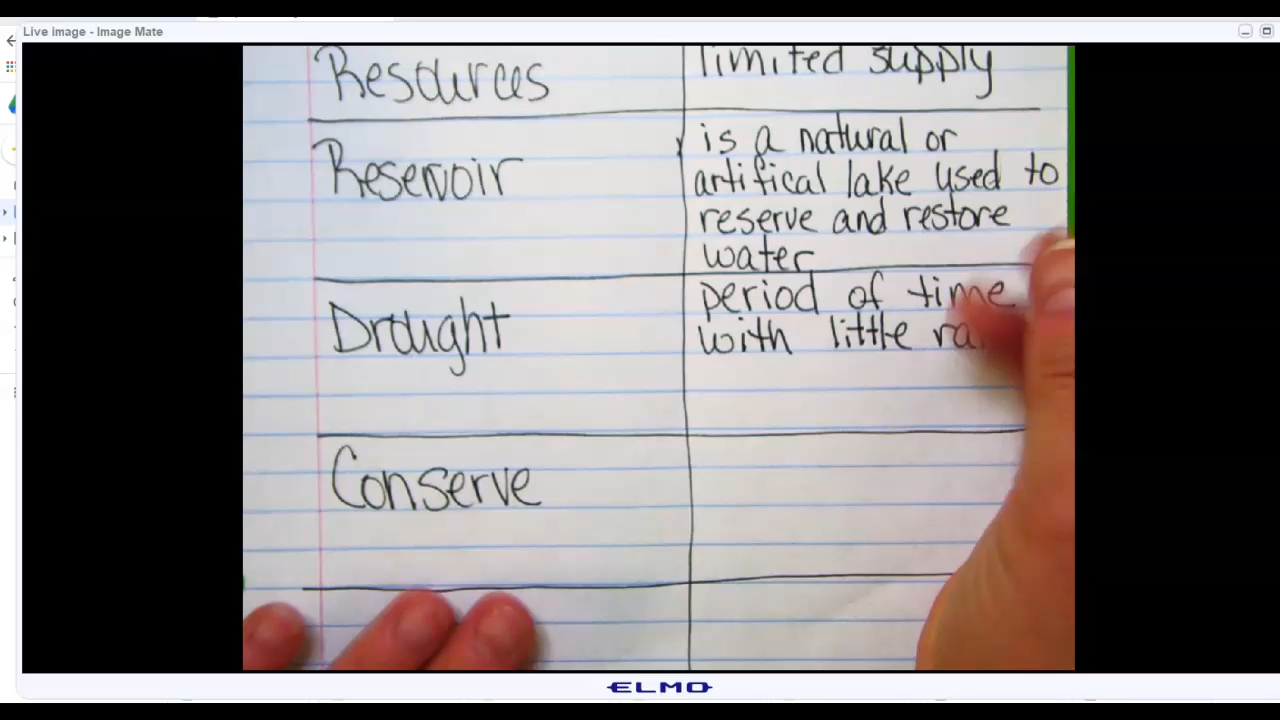 Live image - Image Mate
Resources
limited supply
Reservoir
is a natural or
artifical lake used to
reserve and restore
water
Drought
period of time
with little
Conserve
ELMO